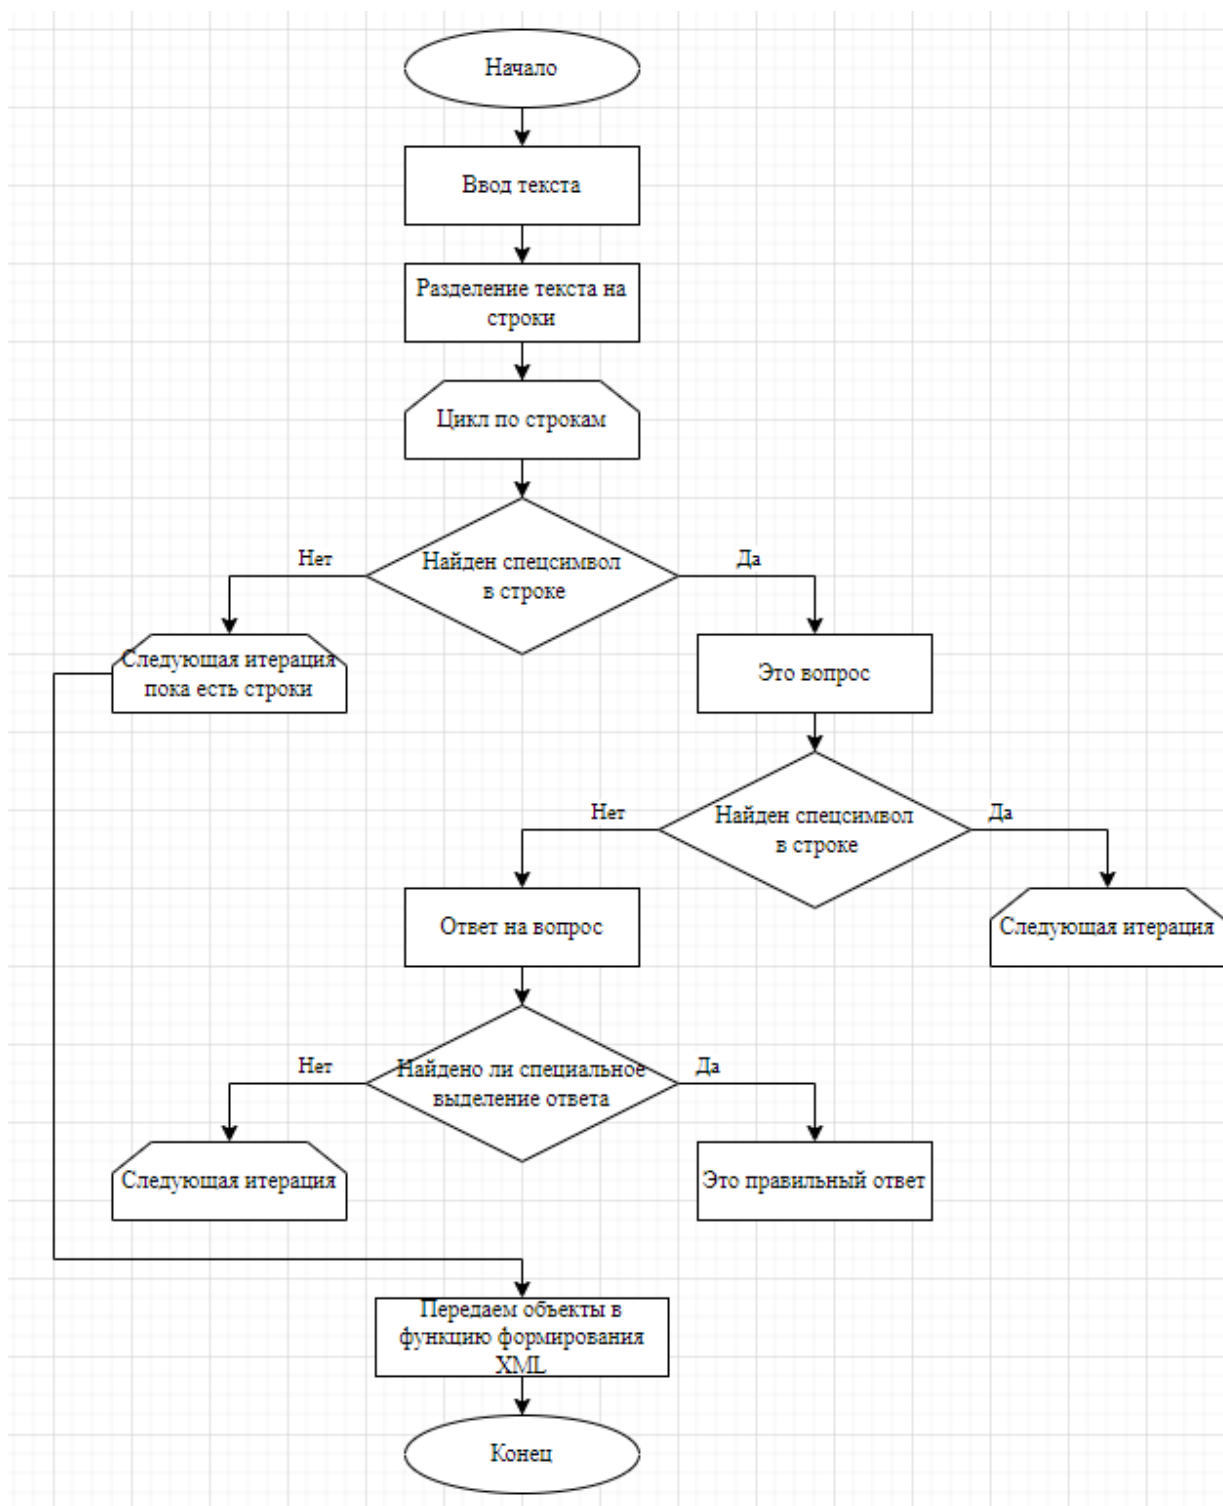 Начало
Ввод текста
Разделение текста на
строки
Цикл по строкам
Найден спецсимвол
в строке
Нет
Да
Следующая итерация
пока есть строки
Это вопрос
Найден спецсимвол
в строке
Нет
Да
Ответ на вопрос
Следующая итерация
Найдено ли специальное
выделение ответа
Нет
Да
Следующая итерация
Это правильный ответ
Передаем объекты в
функцию формирования
XML
Конец